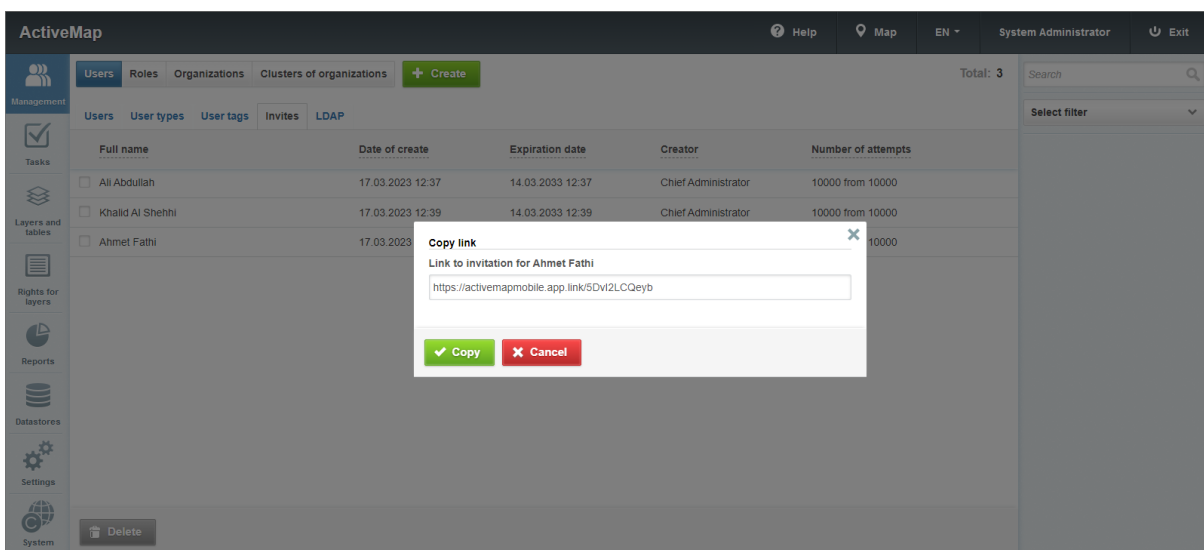 ActiveMap
Help Map EN System Administrator Exit
Management
Tasks
Layers and
tables
Rights for
layers
Reports
Datastores
Settings
System
Users Roles Organizations Clusters of organizations + Create Total: 3
Users User types User tags Invites LDAP
Full name Date of create Expiration date Creator Number of attempts
Ali Abdullah 17.03.2023 12:37 14.03.2033 12:37 Chief Administrator 10000 from 10000
Khalid Al Shehhi 17.03.2023 12:39 14.03.2033 12:39 Chief Administrator 10000 from 10000
Ahmet Fathi 17.03.2023 10000
Copy link
Link to invitation for Ahmet Fathi
https://activemapmobile.app.link/5DvI2LCQeyb
Copy Cancel
Delete
Search
Select filter